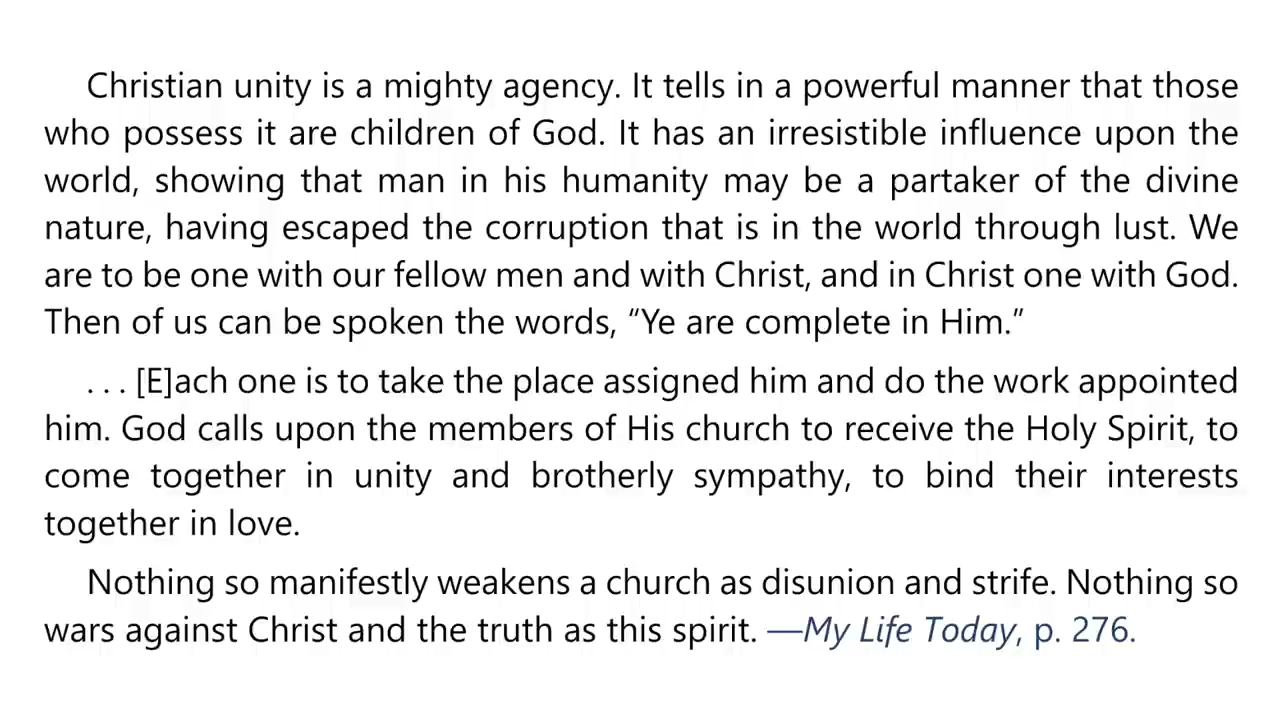 Christian unity is a mighty agency. It tells in a powerful manner that those
who possess it are children of God. It has an irresistible influence upon the
world, showing that man in his humanity may be a partaker of the divine
nature, having escaped the corruption that is in the world through lust. We
are to be one with our fellow men and with Christ, and in Christ one with God.
Then of us can be spoken the words, “Ye are complete in Him.”
. . . [E]ach one is to take the place assigned him and do the work appointed
him. God calls upon the members of His church to receive the Holy Spirit, to
come together in unity and brotherly sympathy, to bind their interests
together in love.
Nothing so manifestly weakens a church as disunion and strife. Nothing so
wars against Christ and the truth as this spirit. —My Life Today, p. 276.